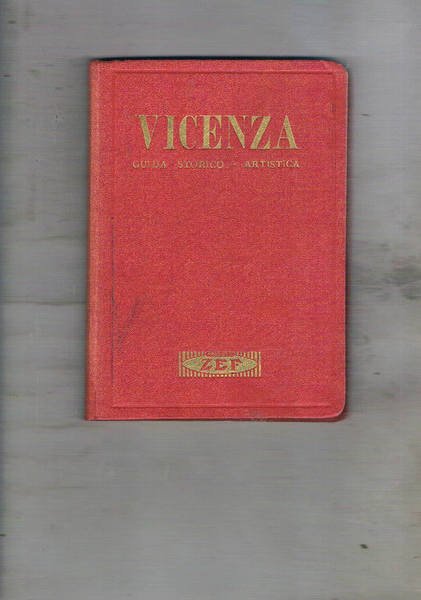 VICENZA
GUIDA STORICO - ARTISTICA
ZEF